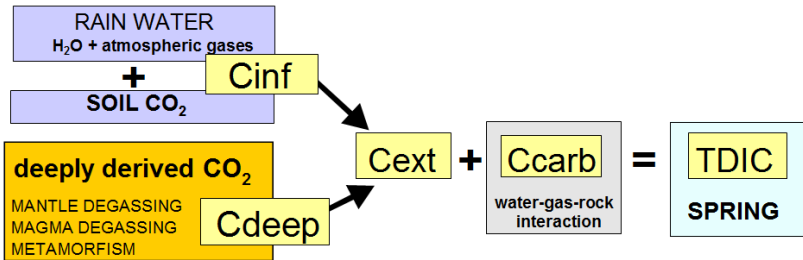 RAIN WATER
H₂O + atmospheric gases
+
Cinf
SOIL CO₂
deeply derived CO₂
MANTLE DEGASSING
MAGMA DEGASSING
METAMORFISM
Cdeep
Cext
+
Ccarb
water-gas-rock
interaction
=
TDIC
SPRING